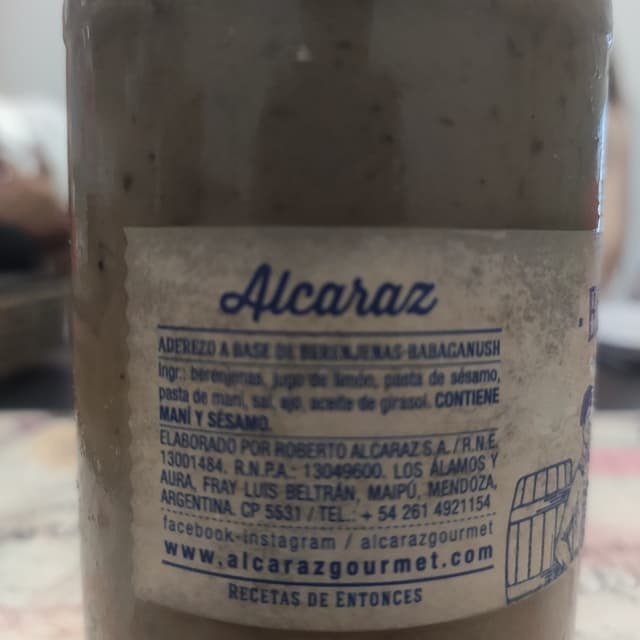 Alcaraz
ADEREZO A BASE DE BERENJENAS-BABAGANUSH
Ingr.: berenjenas, jugo de limón, pasta de sésamo,
pasta de maní, sal, ají, aceite de girasol. CONTIENE
MANÍ Y SÉSAMO.
ELABORADO POR ROBERTO ALCARAZ S.A. / R.N.E.
13001484. R.N.P.A.: 13049600. LOS ÁLAMOS Y
AURA, FRAY LUIS BELTRÁN, MAIPÚ, MENDOZA,
ARGENTINA. CP 5531 / TEL.: + 54 261 4921154
facebook-instagram / alcarazgourmet
www.alcarazgourmet.com
RECETAS DE ENTONCES